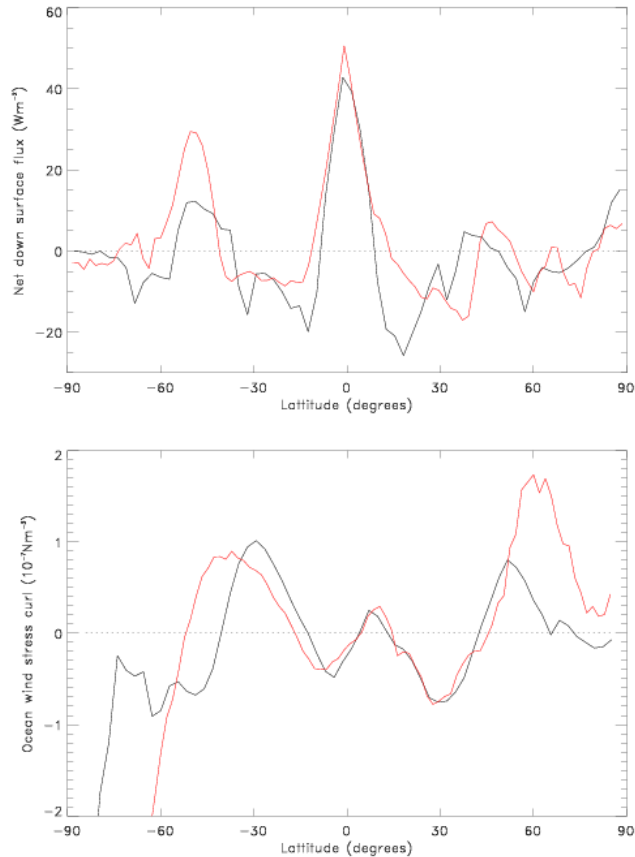 60
40
20
0
−20
Net down surface flux (Wm⁻²)
−90 −60 −30 0 30 60 90
Lattitude (degrees)
2
1
0
−1
−2
Ocean wind stress curl (10⁻⁷Nm⁻³)
−90 −60 −30 0 30 60 90
Lattitude (degrees)